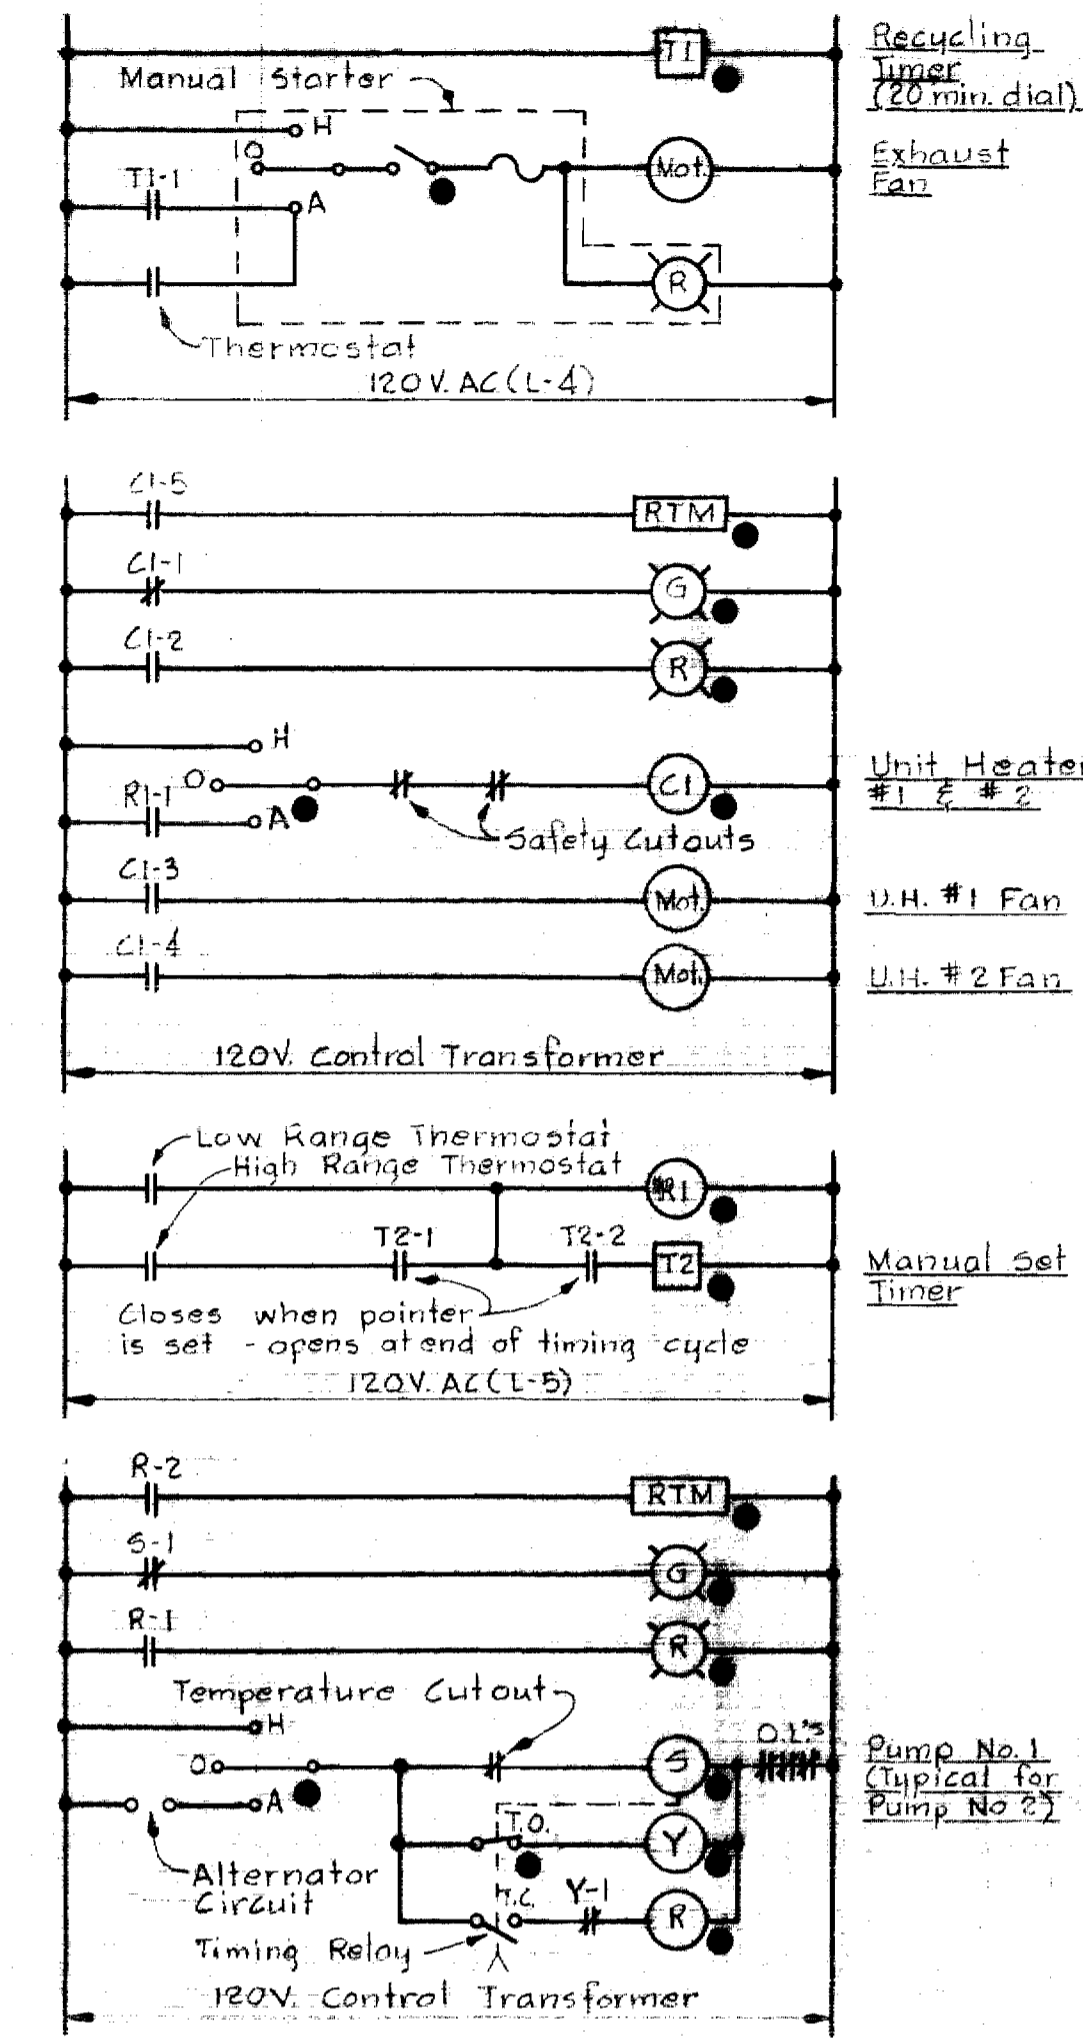 T1
Recycling
Timer
(20 min. dial)
Manual Starter
H
O
Mot.
Exhaust
Fan
T1-1
A
R
Thermostat
120 V. AC (L-4)
C1-5
RTM
C1-1
G
C1-2
R
H
O
C1
Unit Heater
#1 & #2
R1-1
A
Safety Cutouts
C1-3
Mot.
U.H. #1 Fan
C1-4
Mot.
U.H. #2 Fan
120V. Control Transformer
Low Range Thermostat
High Range Thermostat
R1
T2-1
T2-2
T2
Manual Set
Timer
Closes when pointer
is set - opens at end of timing cycle
120V. AC (L-5)
R-2
RTM
S-1
G
R-1
R
Temperature Cutout
H
O
S
O.L.'s
Pump No. 1
(Typical for
Pump No 2)
A
T.O.
Y
Alternator
Circuit
T.C.
Y-1
R
Timing Relay
120V. Control Transformer